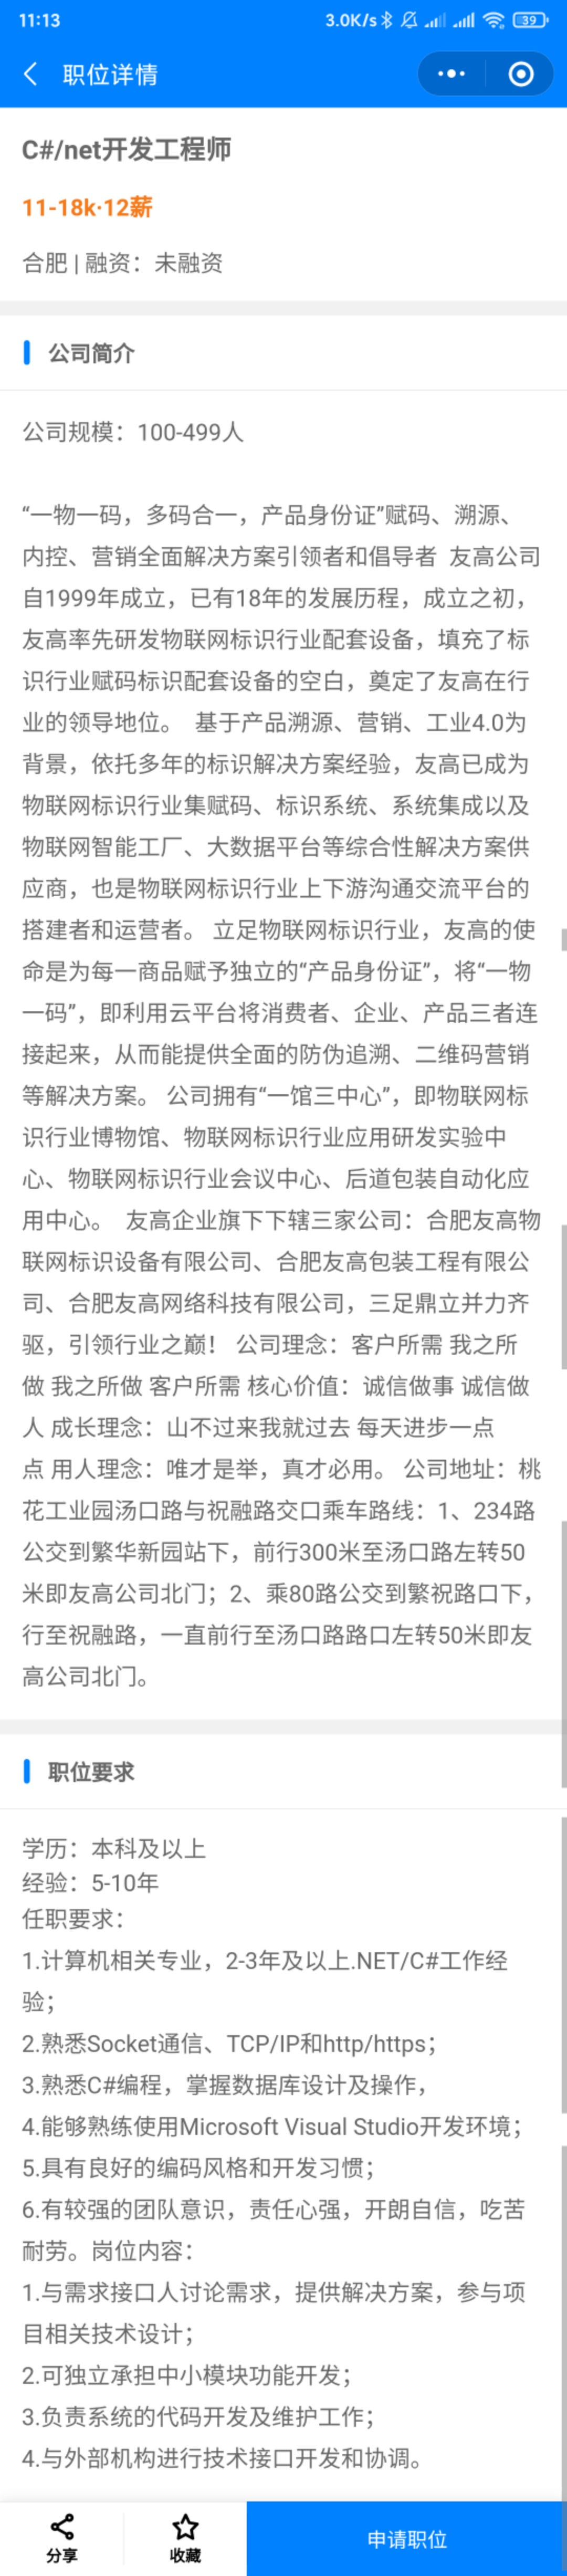 11:13
3.0K/s
39
职位详情
C#/net开发工程师
11-18k·12薪
合肥 | 融资：未融资
公司简介
公司规模：100-499人
“一物一码，多码合一，产品身份证”赋码、溯源、
内控、营销全面解决方案引领者和倡导者 友高公司
自1999年成立，已有18年的发展历程，成立之初，
友高率先研发物联网标识行业配套设备，填充了标
识行业赋码标识配套设备的空白，奠定了友高在行
业的领导地位。 基于产品溯源、营销、工业4.0为
背景，依托多年的标识解决方案经验，友高已成为
物联网标识行业集赋码、标识系统、系统集成以及
物联网智能工厂、大数据平台等综合性解决方案供
应商，也是物联网标识行业上下游沟通交流平台的
搭建者和运营者。 立足物联网标识行业，友高的使
命是为每一商品赋予独立的“产品身份证”，将“一物
一码”，即利用云平台将消费者、企业、产品三者连
接起来，从而能提供全面的防伪追溯、二维码营销
等解决方案。 公司拥有“一馆三中心”，即物联网标
识行业博物馆、物联网标识行业应用研发实验中
心、物联网标识行业会议中心、后道包装自动化应
用中心。 友高企业旗下下辖三家公司：合肥友高物
联网标识设备有限公司、合肥友高包装工程有限公
司、合肥友高网络科技有限公司，三足鼎立并力齐
驱，引领行业之巅！ 公司理念：客户所需 我之所
做 我之所做 客户所需 核心价值：诚信做事 诚信做
人 成长理念：山不过来我就过去 每天进步一点
点 用人理念：唯才是举，真才必用。 公司地址：桃
花工业园汤口路与祝融路交口乘车路线：1、234路
公交到繁华新园站下，前行300米至汤口路左转50
米即友高公司北门；2、乘80路公交到繁祝路口下，
行至祝融路，一直前行至汤口路路口左转50米即友
高公司北门。
职位要求
学历：本科及以上
经验：5-10年
任职要求：
1.计算机相关专业，2-3年及以上.NET/C#工作经
验；
2.熟悉Socket通信、TCP/IP和http/https；
3.熟悉C#编程，掌握数据库设计及操作，
4.能够熟练使用Microsoft Visual Studio开发环境；
5.具有良好的编码风格和开发习惯；
6.有较强的团队意识，责任心强，开朗自信，吃苦
耐劳。岗位内容：
1.与需求接口人讨论需求，提供解决方案，参与项
目相关技术设计；
2.可独立承担中小模块功能开发；
3.负责系统的代码开发及维护工作；
4.与外部机构进行技术接口开发和协调。
分享
收藏
申请职位